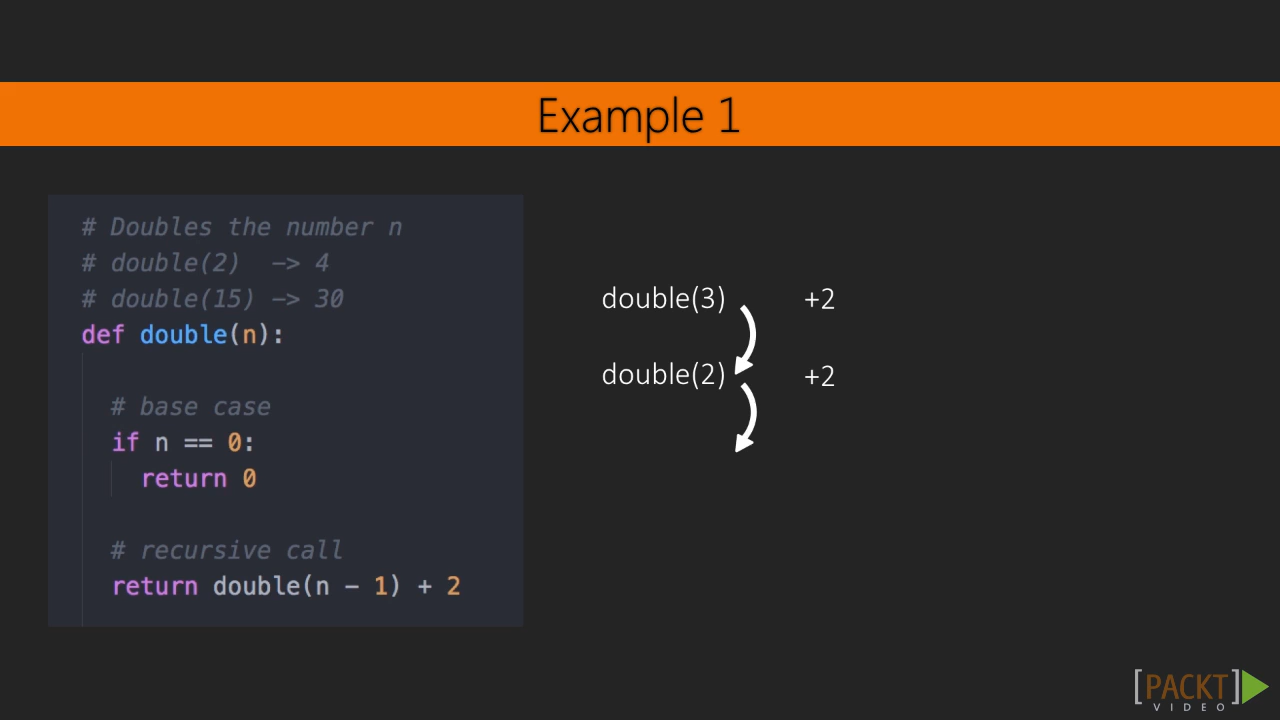 Example 1
# Doubles the number n
# double(2)  -> 4
# double(15) -> 30
def double(n):
# base case
if n == 0:
return 0
# recursive call
return double(n - 1) + 2
double(3) +2
double(2) +2
[PACKT]
VIDEO